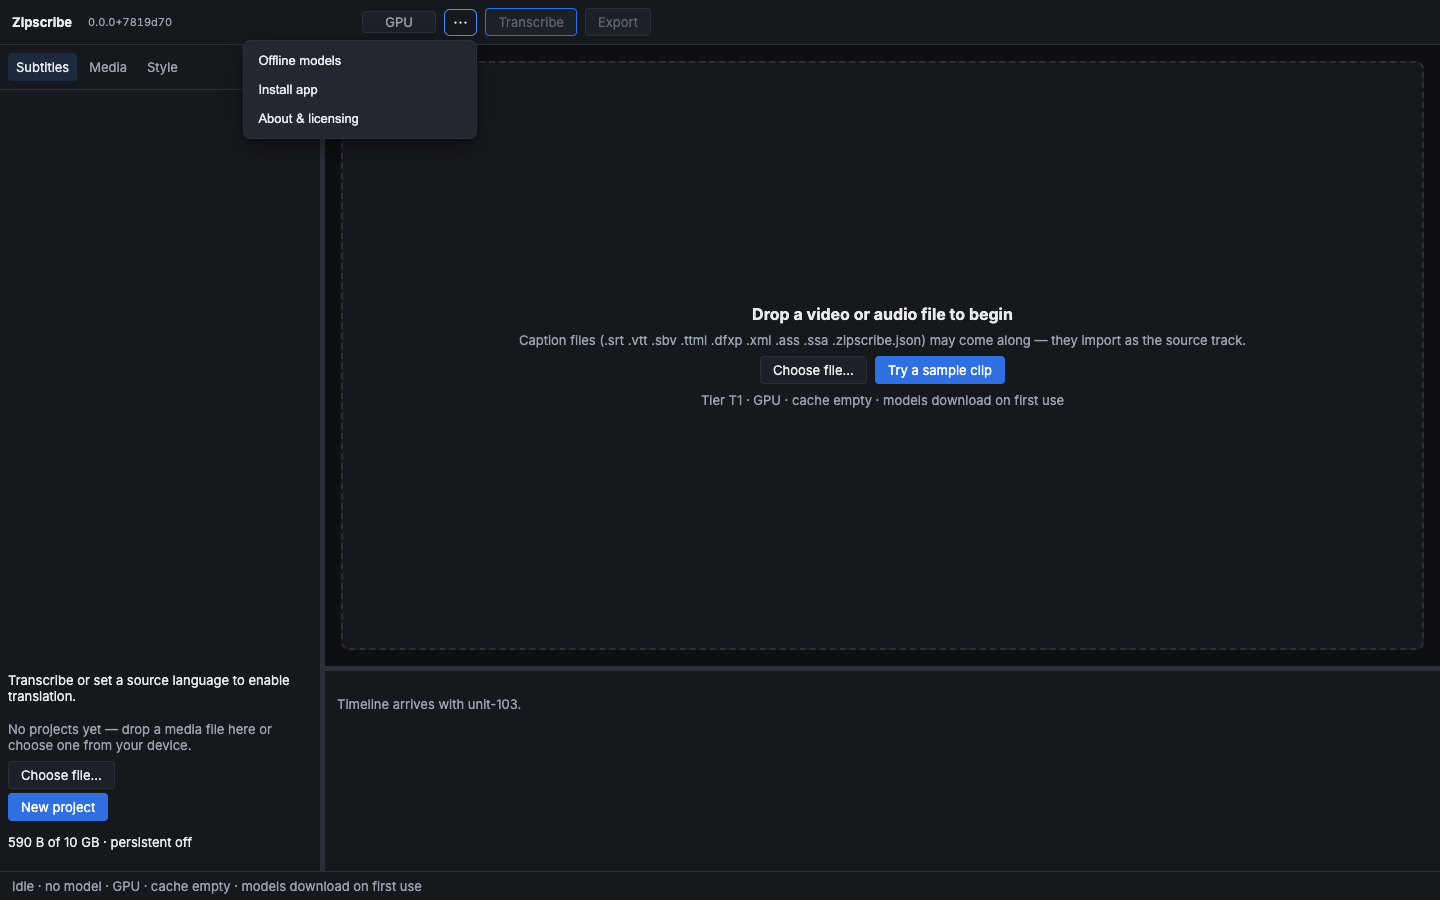 Zipscribe 0.0.0+7819d70 GPU ··· Transcribe Export
Offline models
Install app
About & licensing
Subtitles Media Style
Drop a video or audio file to begin
Caption files (.srt .vtt .sbv .ttml .dfxp .xml .ass .ssa .zipscribe.json) may come along — they import as the source track.
Choose file... Try a sample clip
Tier T1 · GPU · cache empty · models download on first use
Transcribe or set a source language to enable
translation.
No projects yet — drop a media file here or
choose one from your device.
Choose file...
New project
590 B of 10 GB · persistent off
Timeline arrives with unit-103.
Idle · no model · GPU · cache empty · models download on first use